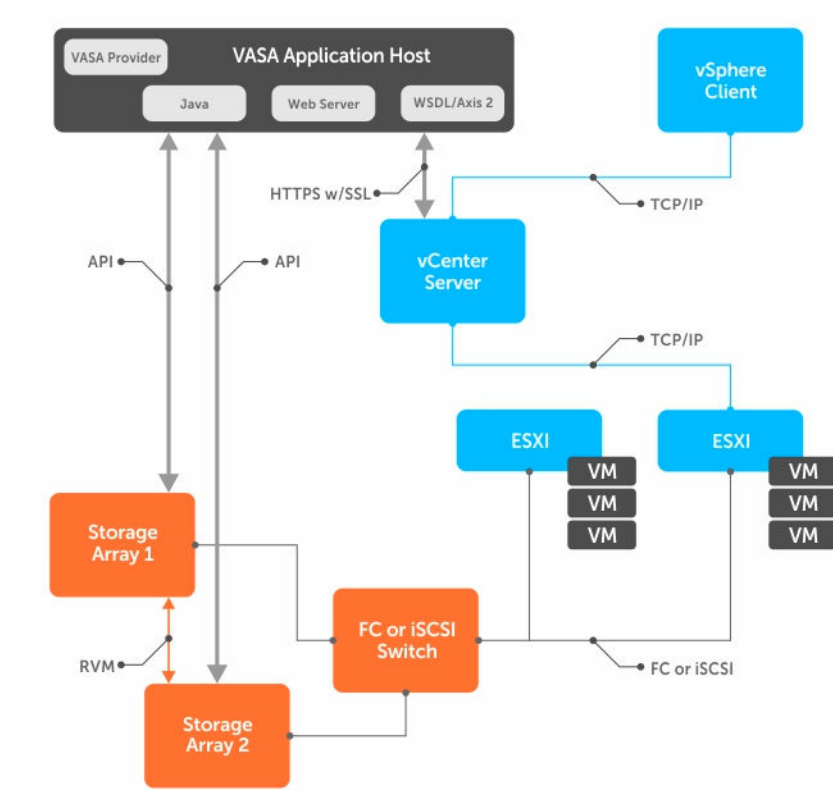 VASA Provider
VASA Application Host
Java
Web Server
WSDL/Axis 2
vSphere
Client
HTTPS w/SSL
TCP/IP
API
API
vCenter
Server
TCP/IP
ESXI
ESXI
VM
VM
VM
VM
VM
VM
Storage
Array 1
FC or iSCSI
Switch
RVM
FC or iSCSI
Storage
Array 2